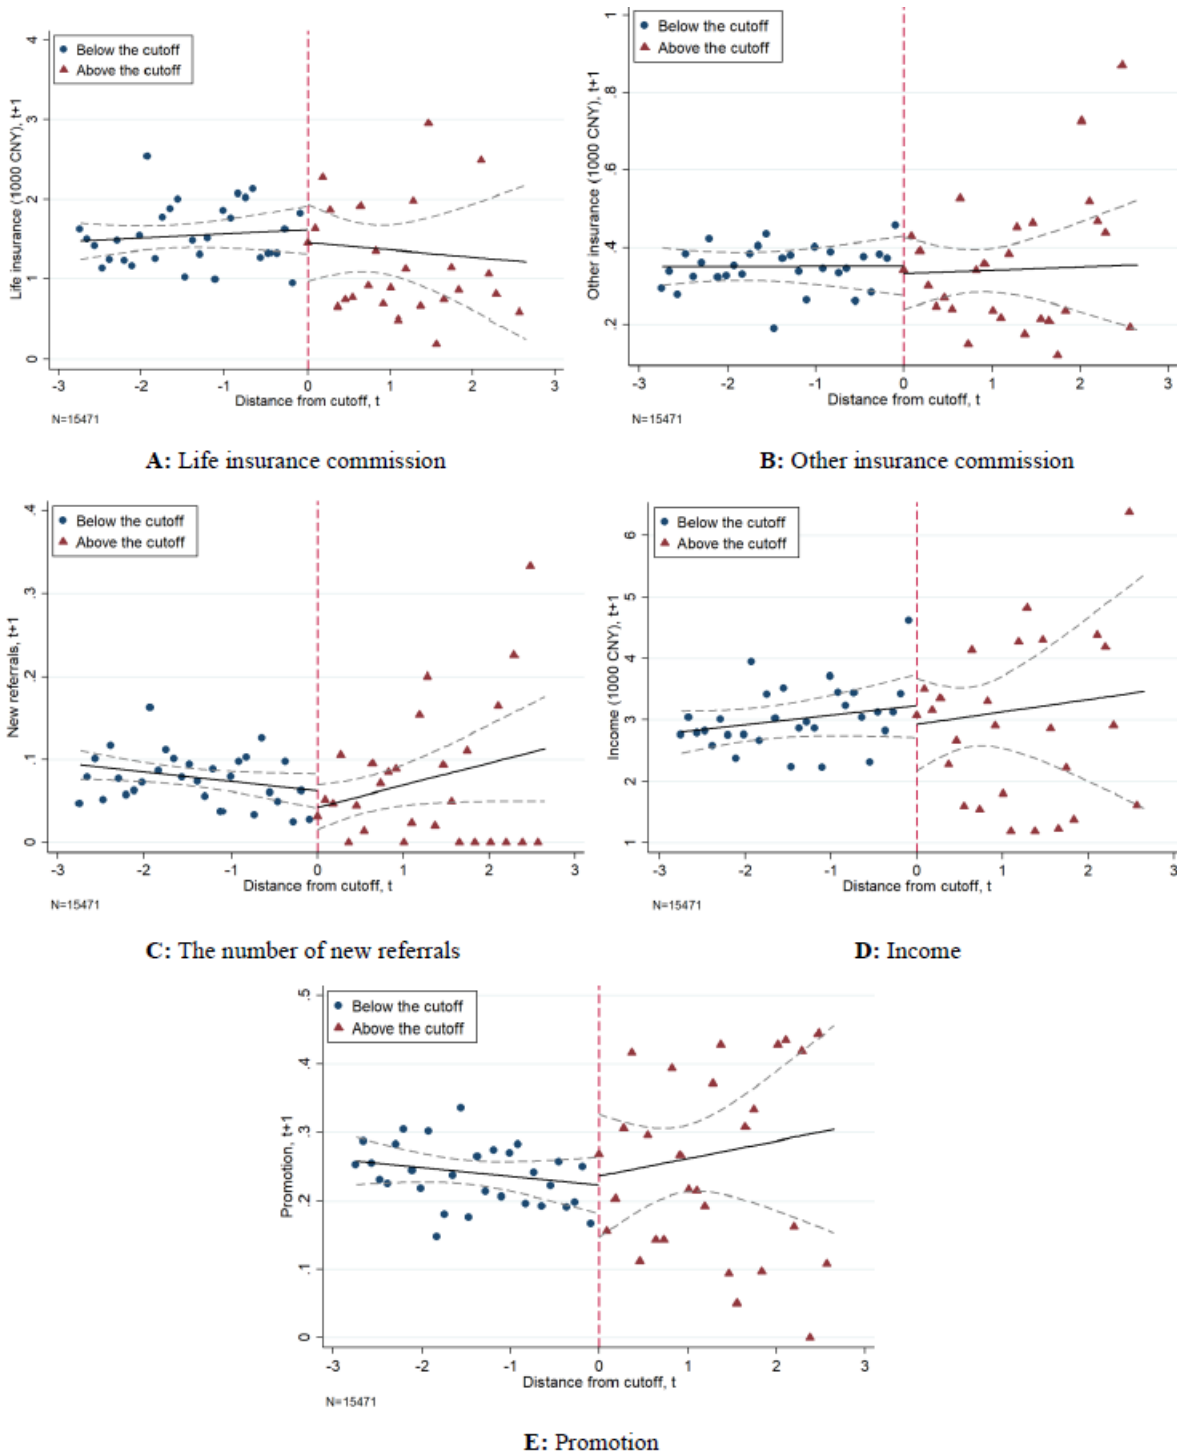 Life insurance (1000 CNY), t+1
4
3
2
1
0
Below the cutoff
Above the cutoff
-3 -2 -1 0 1 2 3
Distance from cutoff, t
N=15471
A: Life insurance commission
Other insurance (1000 CNY), t+1
1
.8
.6
.4
.2
Below the cutoff
Above the cutoff
-3 -2 -1 0 1 2 3
Distance from cutoff, t
N=15471
B: Other insurance commission
New referrals, t+1
.4
.3
.2
.1
0
Below the cutoff
Above the cutoff
-3 -2 -1 0 1 2 3
Distance from cutoff, t
N=15471
C: The number of new referrals
Income (1000 CNY), t+1
6
5
4
3
2
1
Below the cutoff
Above the cutoff
-3 -2 -1 0 1 2 3
Distance from cutoff, t
N=15471
D: Income
Promotion, t+1
.5
.4
.3
.2
.1
0
Below the cutoff
Above the cutoff
-3 -2 -1 0 1 2 3
Distance from cutoff, t
N=15471
E: Promotion